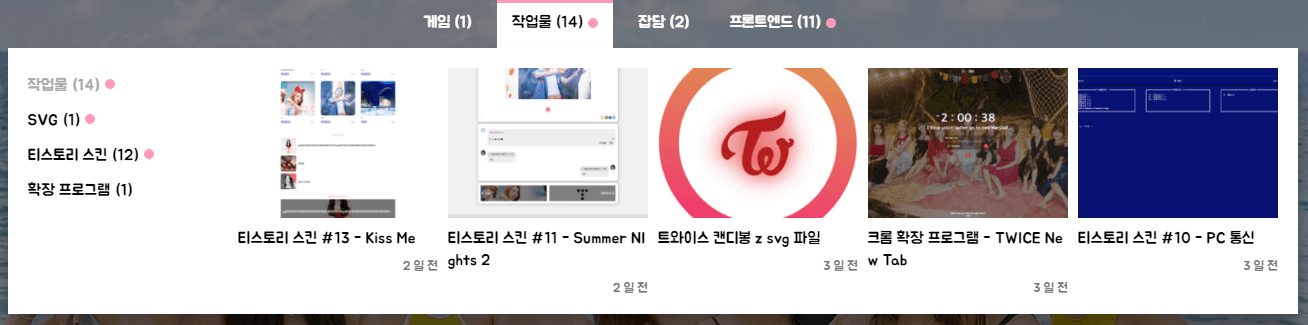 게임 (1)
작업물 (14)
잡담 (2)
프론트엔드 (11)
작업물 (14)
SVG (1)
티스토리 스킨 (12)
확장 프로그램 (1)
티스토리 스킨 #13 - Kiss Me
2일 전
티스토리 스킨 #11 - Summer NI
ghts 2
2일 전
트와이스 캔디봉 z svg 파일
3일 전
2:00:38
크롬 확장 프로그램 - TWICE Ne
w Tab
3일 전
티스토리 스킨 #10 - PC 통신
3일 전